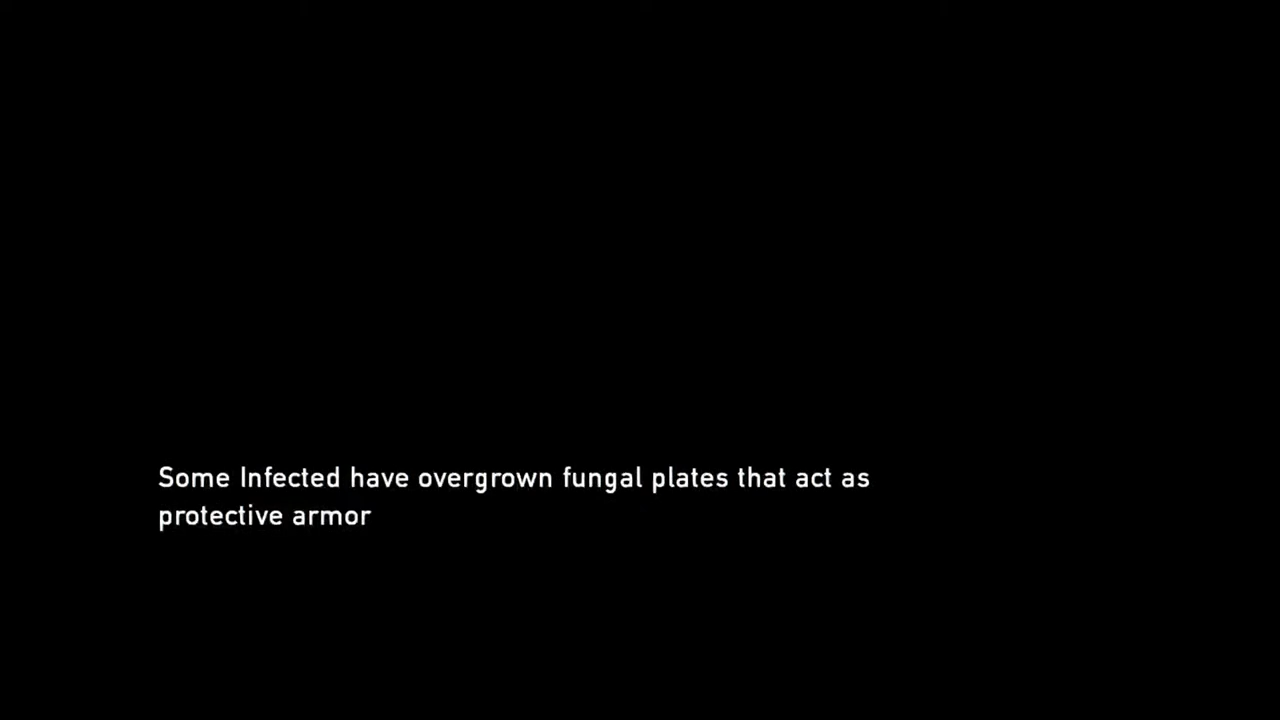 Some Infected have overgrown fungal plates that act as
protective armor